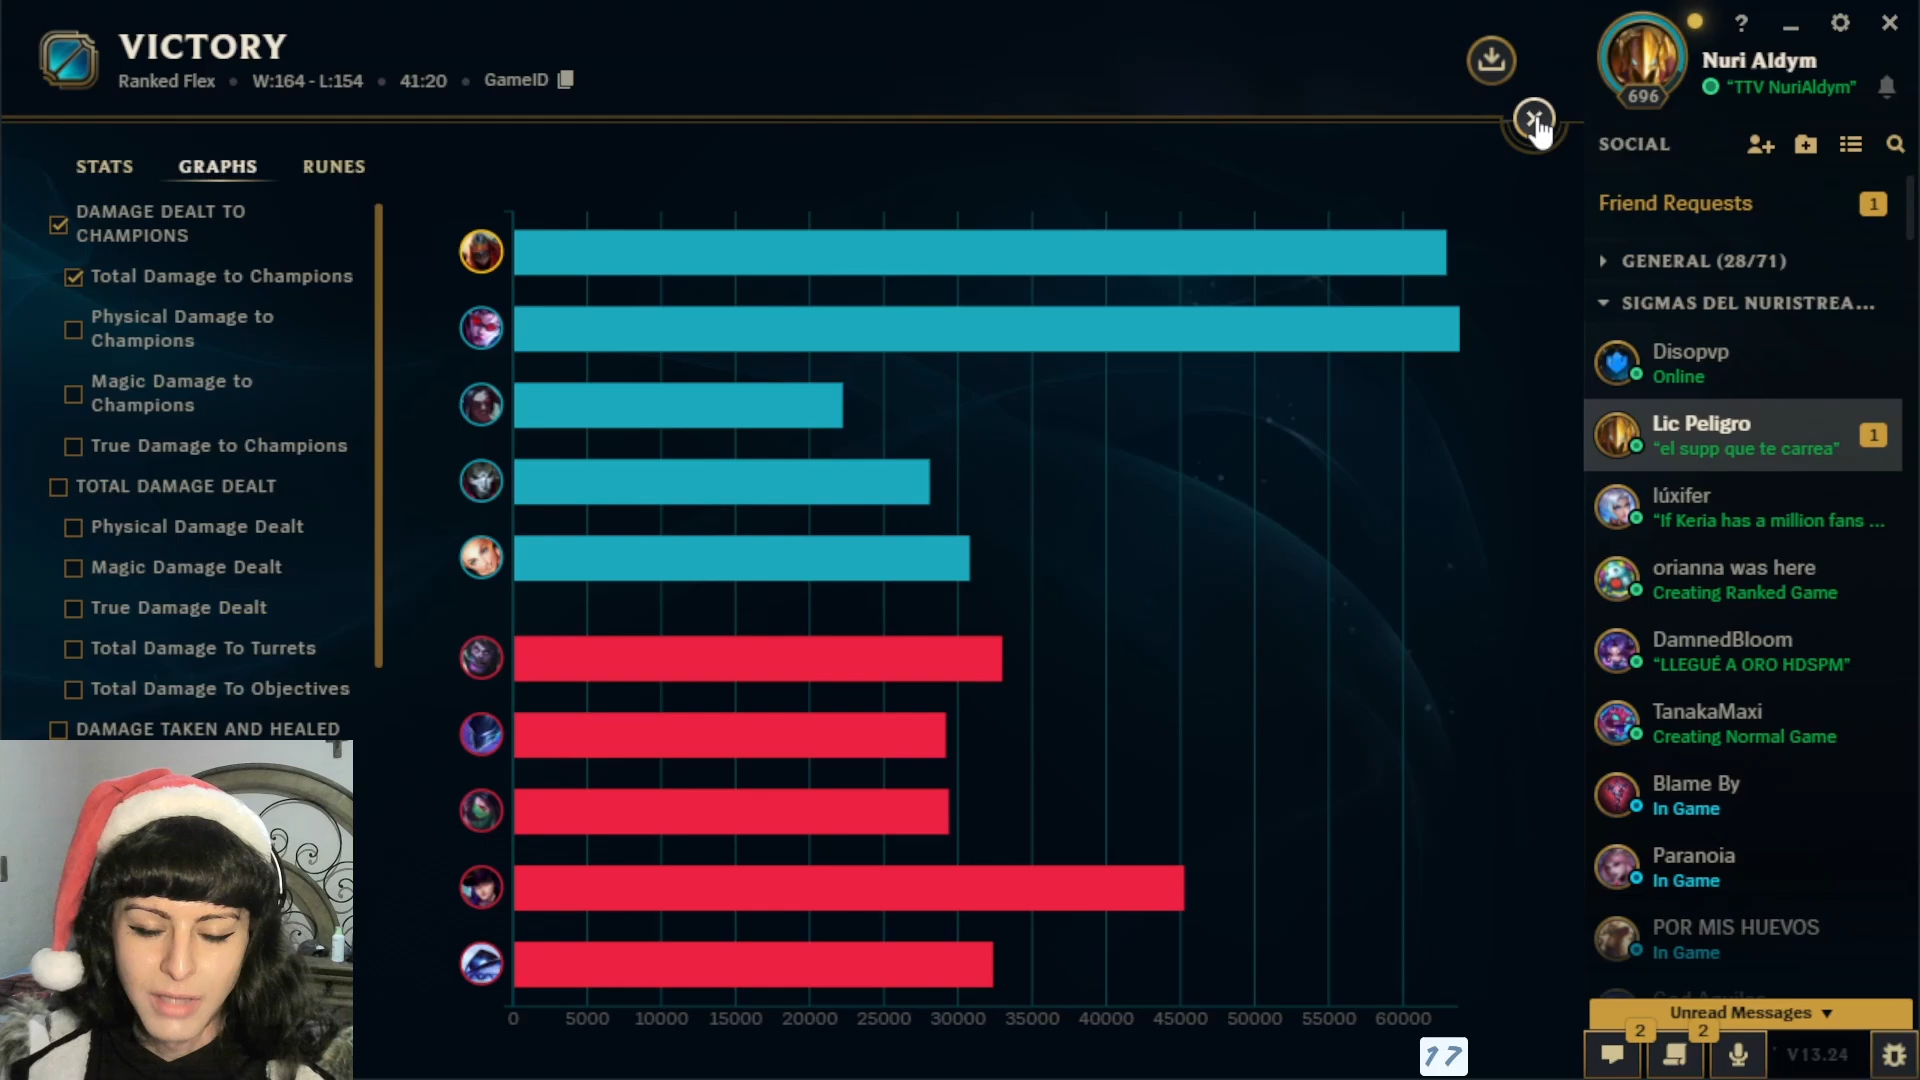 VICTORY
Ranked Flex • W:164 - L:154 • 41:20 • GameID
STATS GRAPHS RUNES
DAMAGE DEALT TO
CHAMPIONS
Total Damage to Champions
Physical Damage to
Champions
Magic Damage to
Champions
True Damage to Champions
TOTAL DAMAGE DEALT
Physical Damage Dealt
Magic Damage Dealt
True Damage Dealt
Total Damage To Turrets
Total Damage To Objectives
DAMAGE TAKEN AND HEALED
0 5000 10000 15000 20000 25000 30000 35000 40000 45000 50000 55000 60000
17
?
696
Nuri Aldym
"TTV NuriAldym"
SOCIAL
Friend Requests 1
GENERAL (28/71)
SIGMAS DEL NURISTREA...
Disopvp
Online
Lic Peligro
"el supp que te carrea"
1
lúxifer
"If Keria has a million fans ...
orianna was here
Creating Ranked Game
DamnedBloom
"LLEGUÉ A ORO HDSPM"
TanakaMaxi
Creating Normal Game
Blame By
In Game
Paranoia
In Game
POR MIS HUEVOS
In Game
Unread Messages
2 2
V13.24